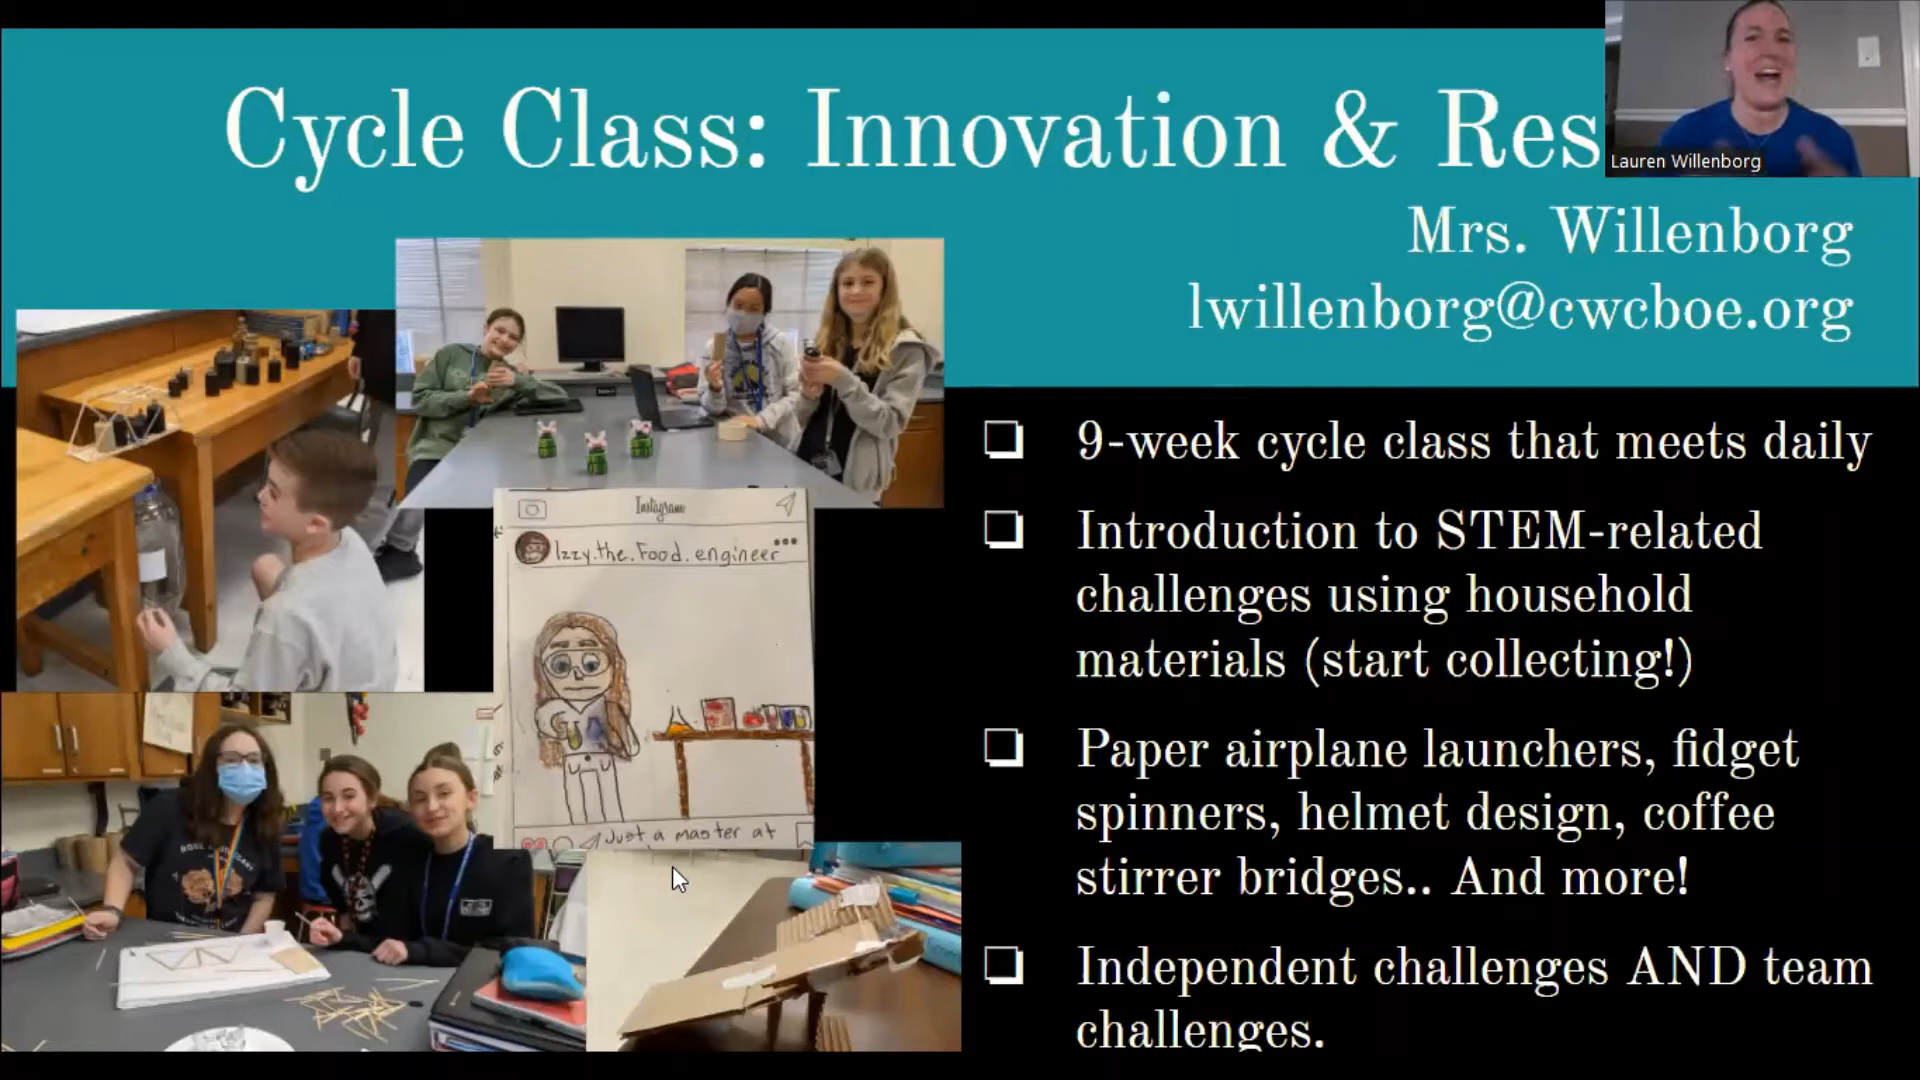 Cycle Class: Innovation & Res
Lauren Willenborg
Mrs. Willenborg
lwillenborg@cwcboe.org
Instagram
Izzy.the.Food.engineer
Just a master at
❑ 9-week cycle class that meets daily
❑ Introduction to STEM-related
challenges using household
materials (start collecting!)
❑ Paper airplane launchers, fidget
spinners, helmet design, coffee
stirrer bridges.. And more!
❑ Independent challenges AND team
challenges.